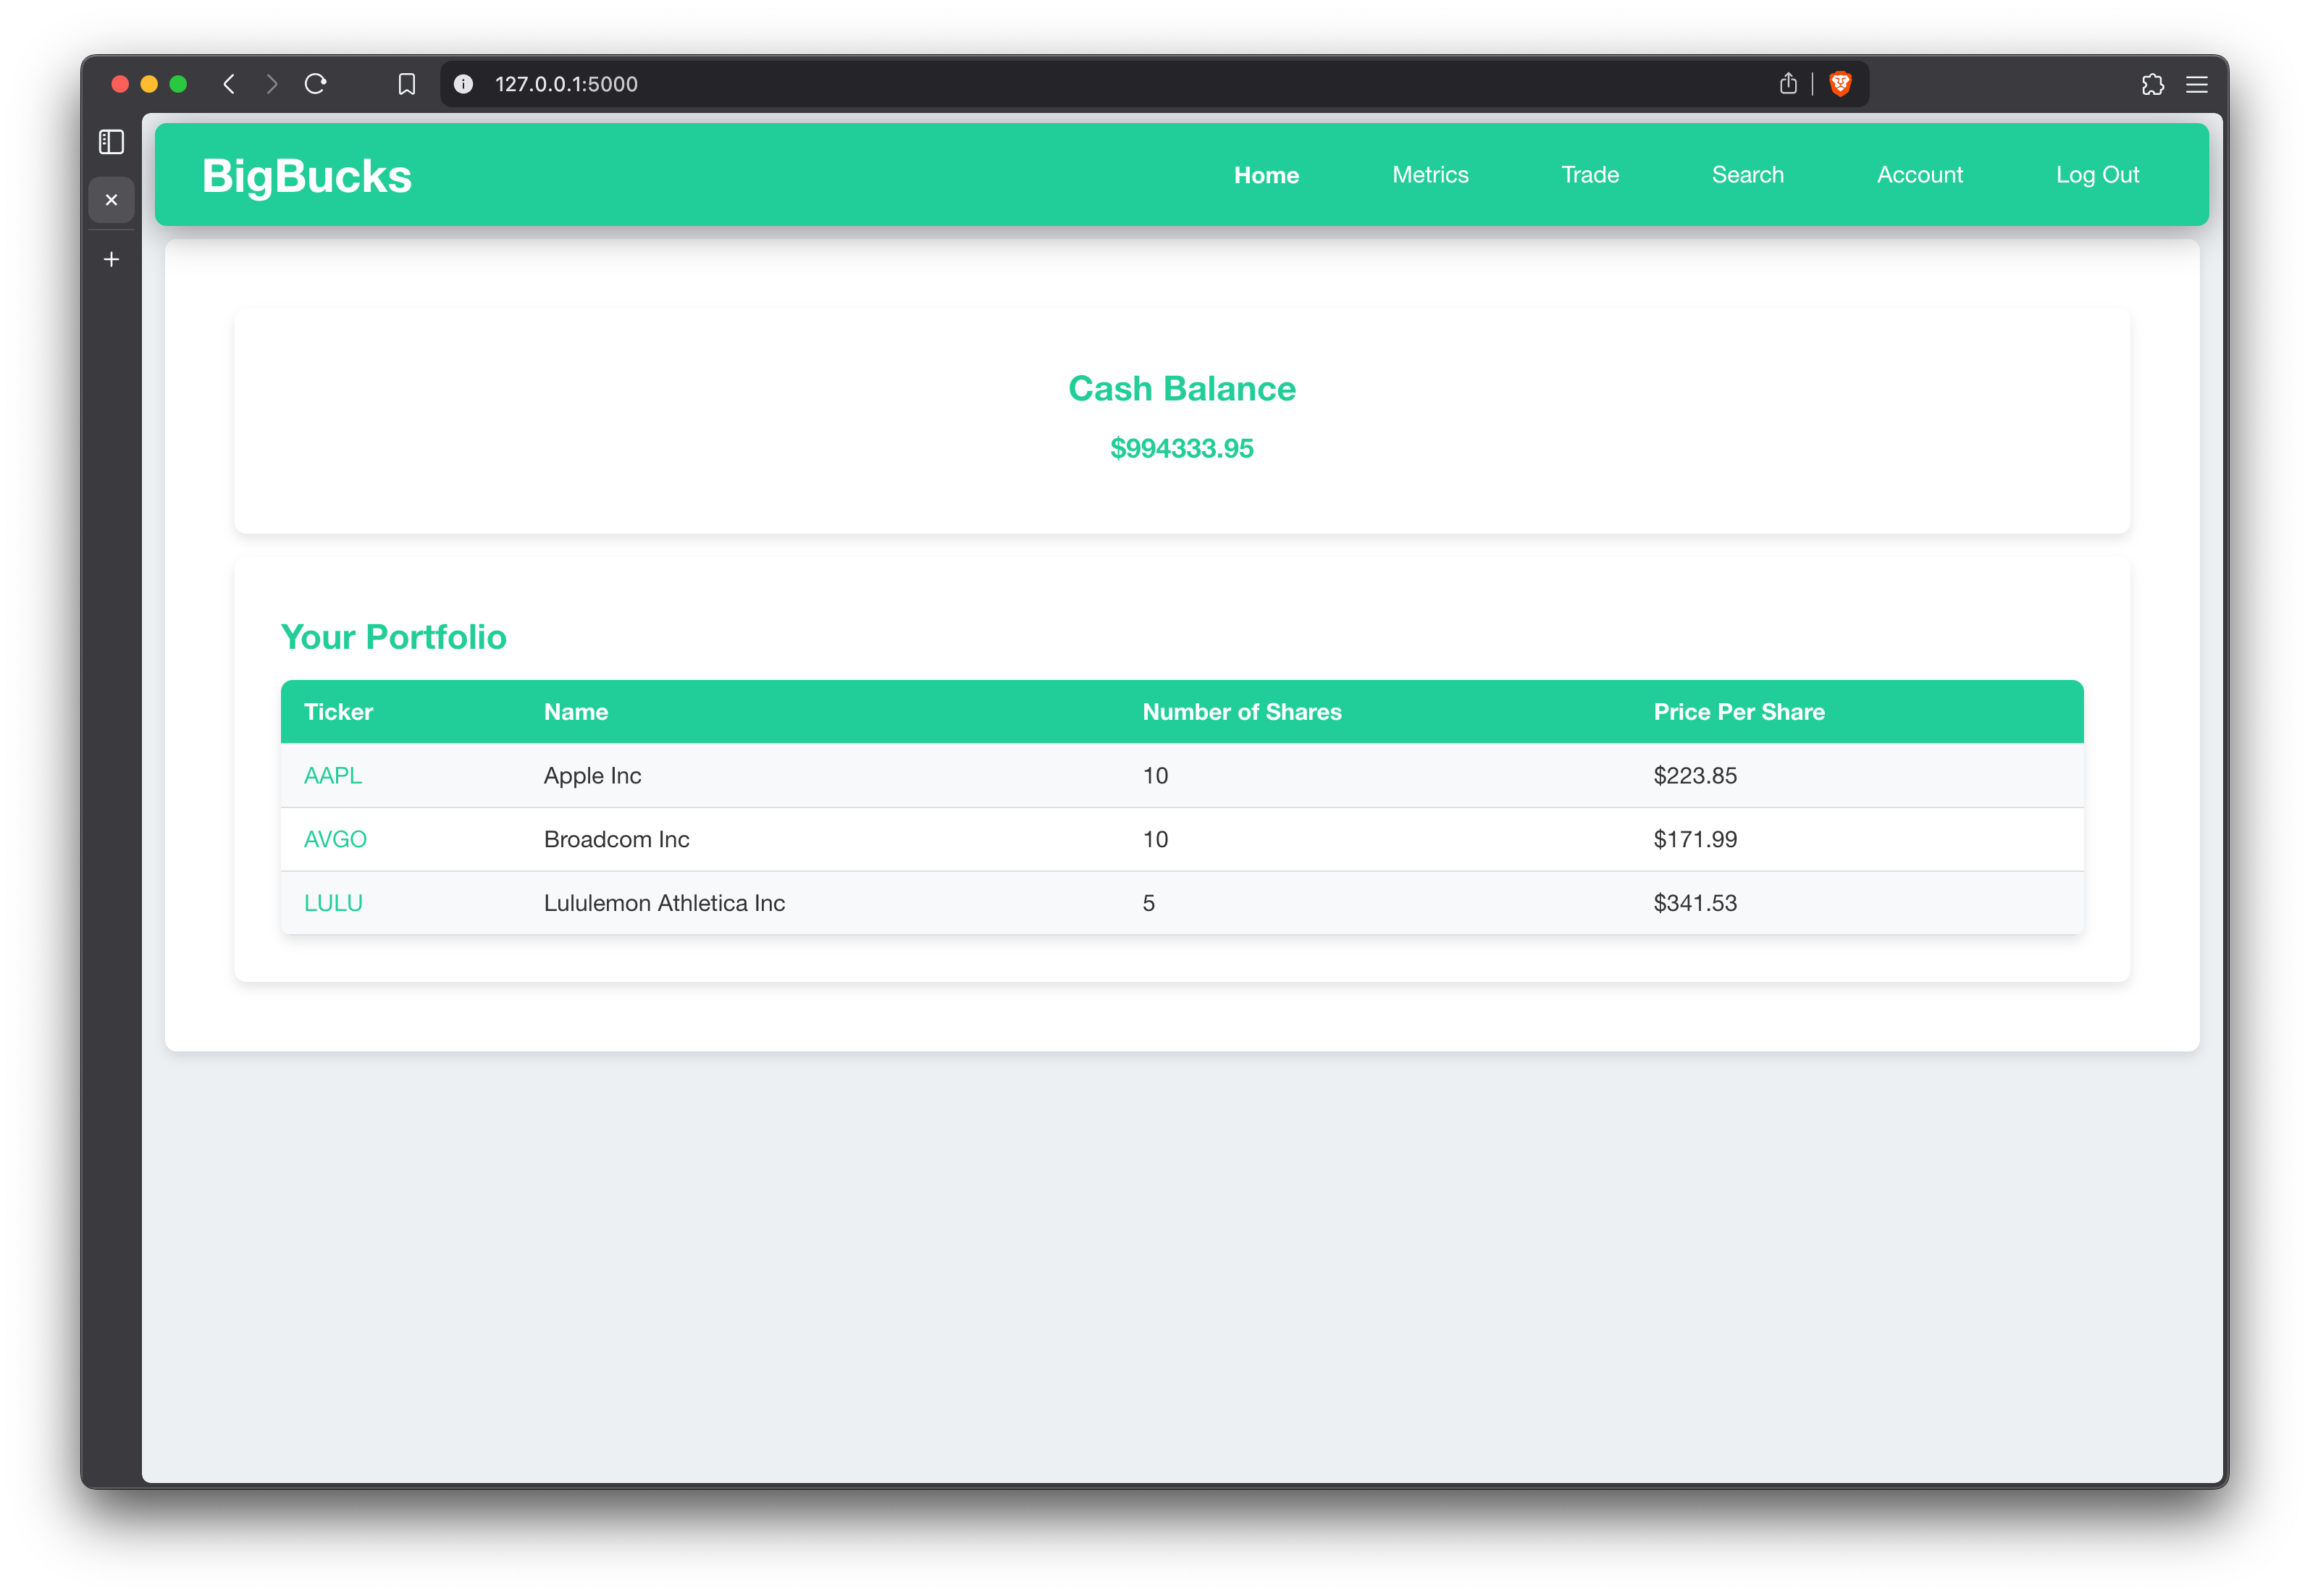 127.0.0.1:5000
BigBucks Home Metrics Trade Search Account Log Out
Cash Balance
$994333.95
Your Portfolio
Ticker Name Number of Shares Price Per Share
AAPL Apple Inc 10 $223.85
AVGO Broadcom Inc 10 $171.99
LULU Lululemon Athletica Inc 5 $341.53